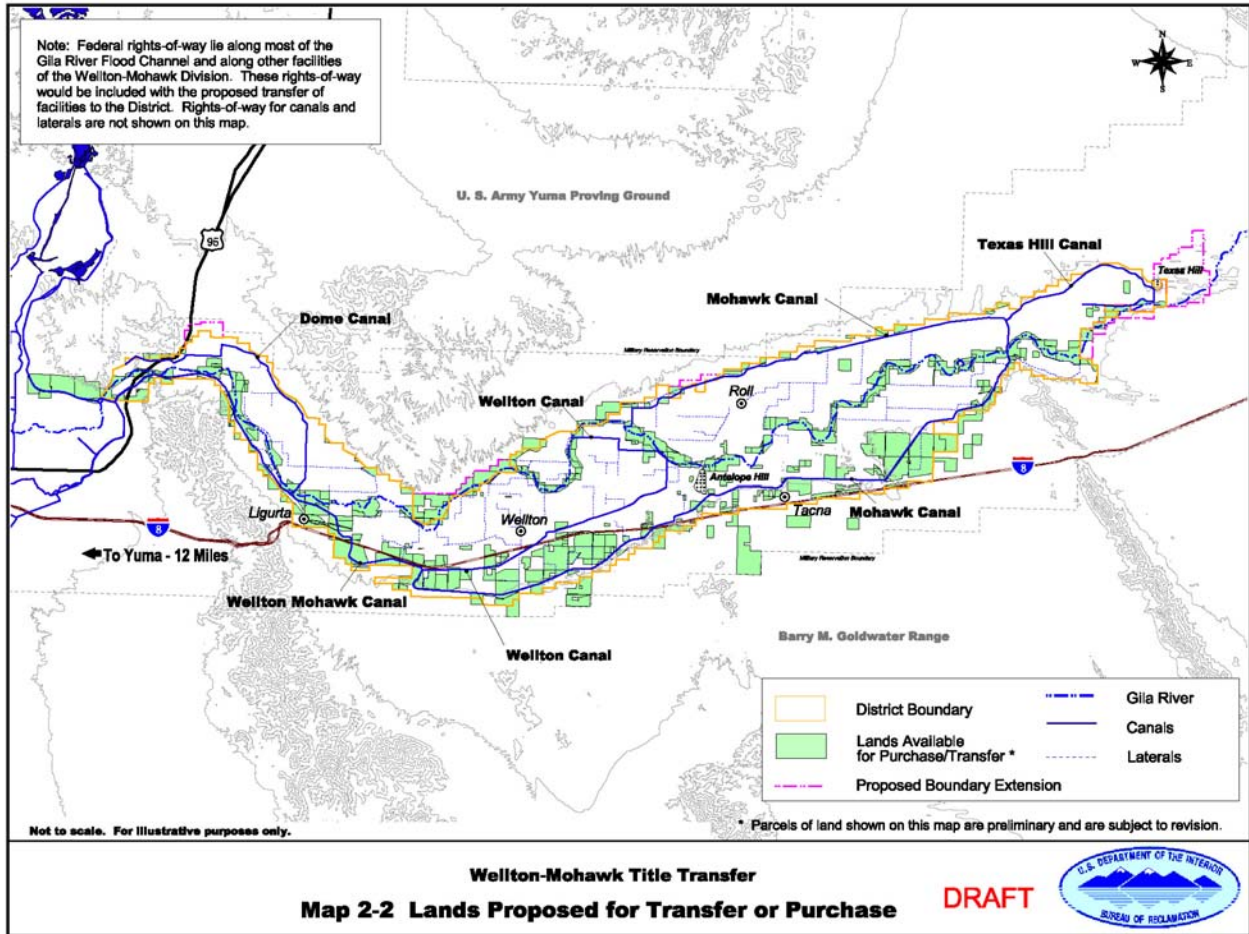 Note: Federal rights-of-way lie along most of the
Gila River Flood Channel and along other facilities
of the Wellton-Mohawk Division. These rights-of-way
would be included with the proposed transfer of
facilities to the District. Rights-of-way for canals and
laterals are not shown on this map.
N
W
E
S
U. S. Army Yuma Proving Ground
95
Texas Hill Canal
Texas Hill
Mohawk Canal
Dome Canal
Military Reservation Boundary
Wellton Canal
Roll
8
Antelope Hill
Ligurta
Wellton
Tacna
Mohawk Canal
8
To Yuma - 12 Miles
Military Reservation Boundary
Wellton Mohawk Canal
Wellton Canal
Barry M. Goldwater Range
District Boundary
Lands Available
for Purchase/Transfer *
Proposed Boundary Extension
Gila River
Canals
Laterals
Not to scale. For illustrative purposes only.
* Parcels of land shown on this map are preliminary and are subject to revision.
Wellton-Mohawk Title Transfer
Map 2-2 Lands Proposed for Transfer or Purchase
DRAFT
U.S. DEPARTMENT OF THE INTERIOR
BUREAU OF RECLAMATION